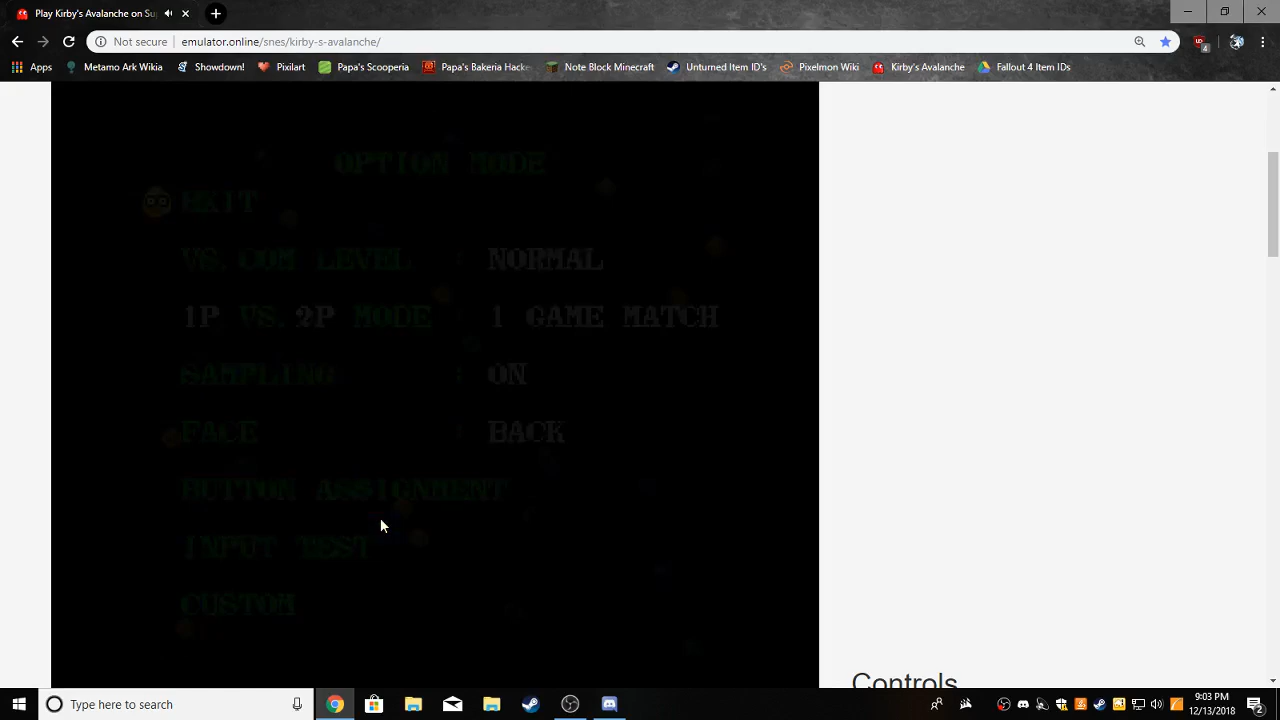 Play Kirby's Avalanche on Sup
Not secure emulator.online/snes/kirby-s-avalanche/
Apps Metamo Ark Wikia Showdown! Pixilart Papa's Scooperia Papa's Bakeria Hack Note Block Minecraft Unturned Item ID's Pixelmon Wiki Kirby's Avalanche Fallout 4 Item IDs
OPTION MODE
EXIT
VS. COM LEVEL : NORMAL
1P VS. 2P MODE : 1 GAME MATCH
SAMPLING : ON
FACE : BACK
BUTTON ASSIGNMENT
INPUT TEST
CUSTOM
Controls
Type here to search
9:03 PM
12/13/2018